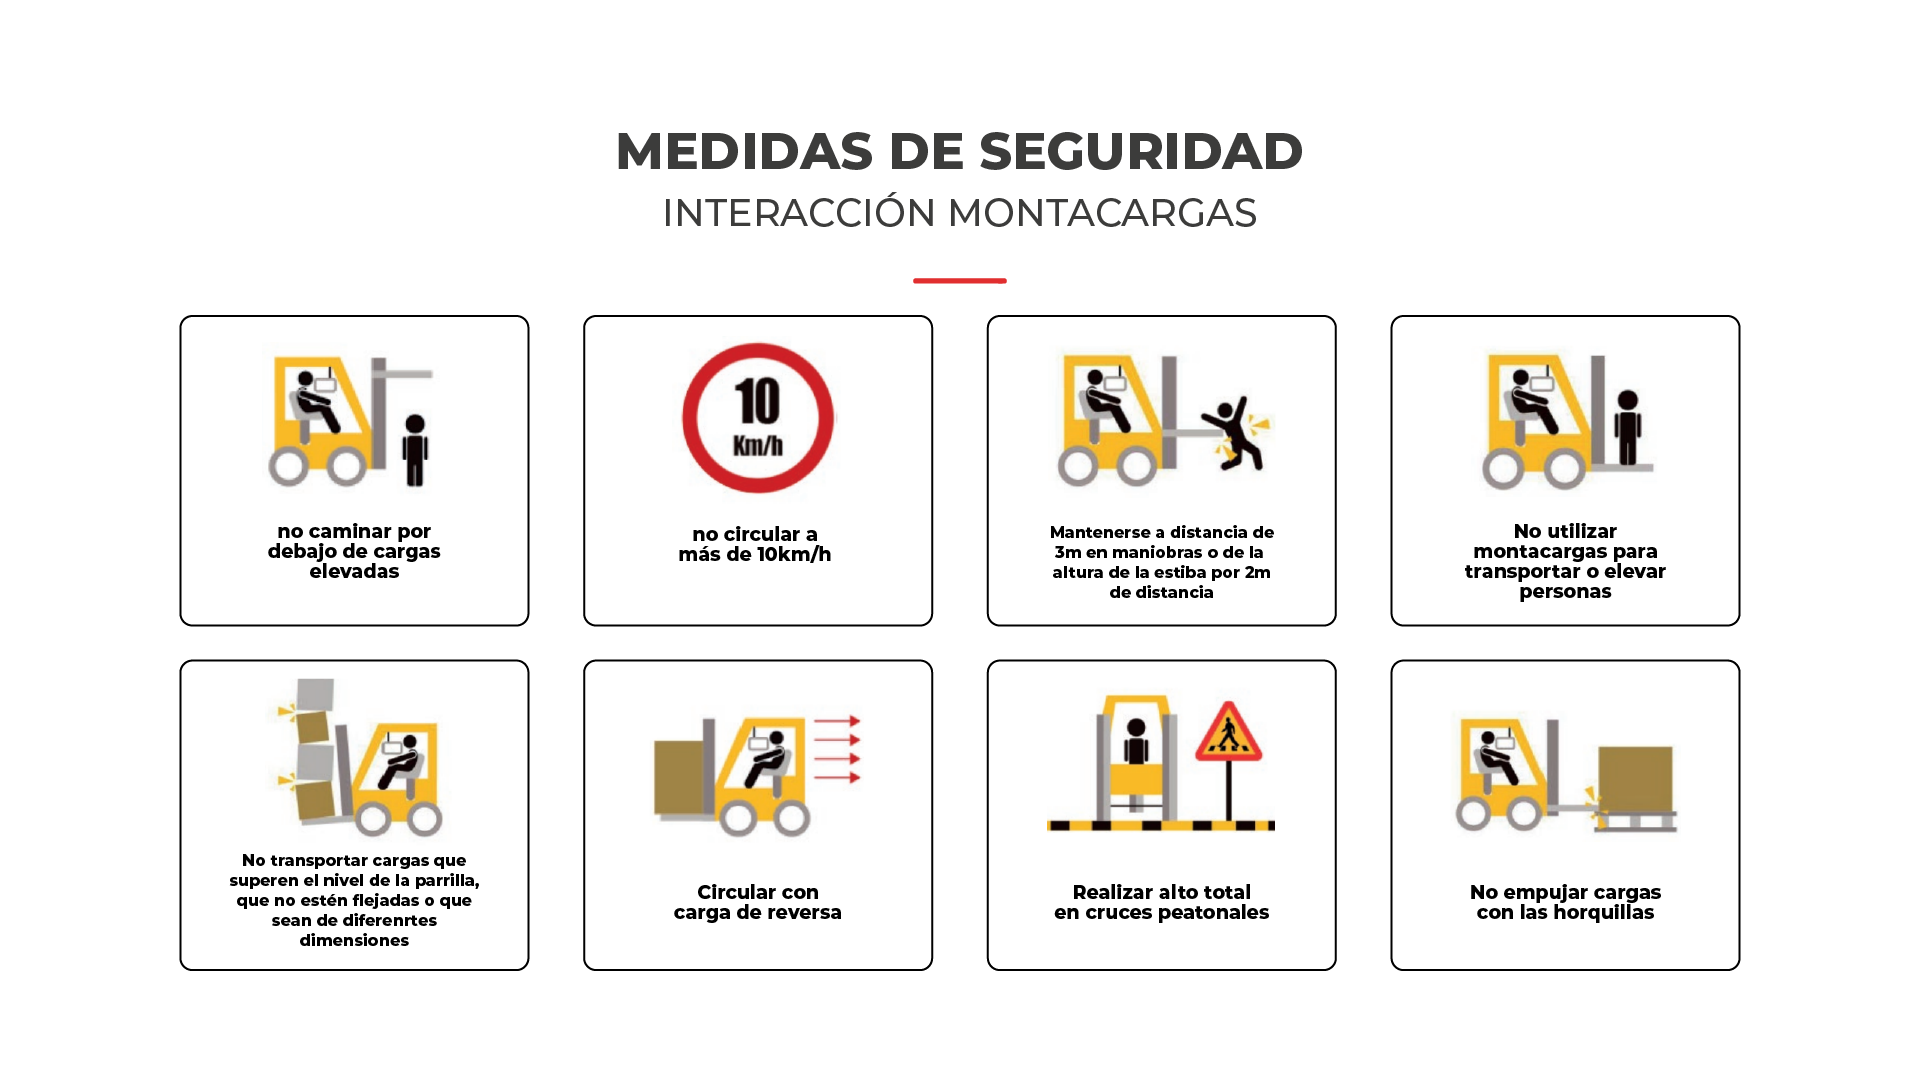 MEDIDAS DE SEGURIDAD
INTERACCIÓN MONTACARGAS
no caminar por
debajo de cargas
elevadas
10
Km/h
no circular a
más de 10km/h
Mantenerse a distancia de
3m en maniobras o de la
altura de la estiba por 2m
de distancia
No utilizar
montacargas para
transportar o elevar
personas
No transportar cargas que
superen el nivel de la parrilla,
que no estén flejadas o que
sean de diferenrtes
dimensiones
Circular con
carga de reversa
Realizar alto total
en cruces peatonales
No empujar cargas
con las horquillas